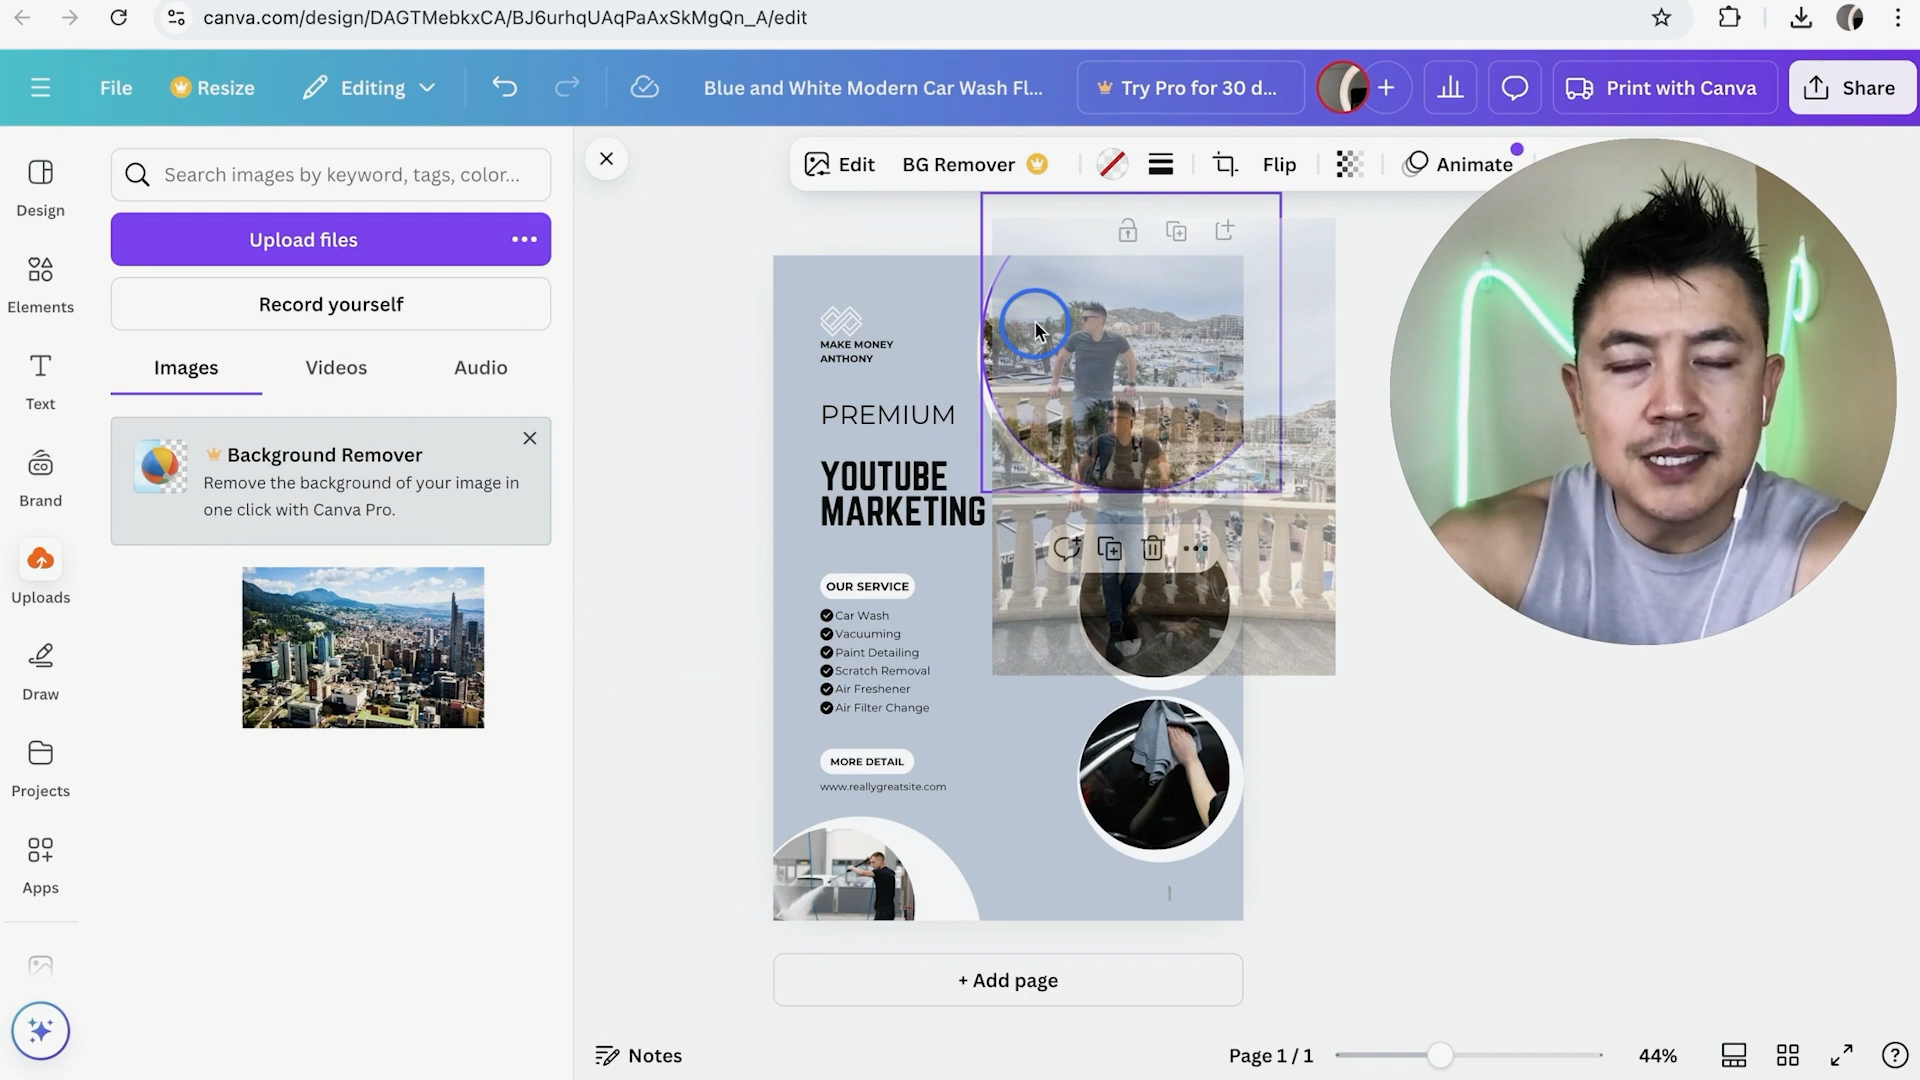 canva.com/design/DAGTMebkxCA/BJ6urhqUAqPaAxSkMgQn_A/edit
File
Resize
Editing
Blue and White Modern Car Wash Fl...
Try Pro for 30 d...
Print with Canva
Share
Design
Elements
Text
Brand
Uploads
Draw
Projects
Apps
Search images by keyword, tags, color...
Upload files
Record yourself
Images
Videos
Audio
Background Remover
Remove the background of your image in
one click with Canva Pro.
Edit
BG Remover
Flip
Animate
MAKE MONEY
ANTHONY
PREMIUM
YOUTUBE
MARKETING
OUR SERVICE
Car Wash
Vacuuming
Paint Detailing
Scratch Removal
Air Freshener
Air Filter Change
MORE DETAIL
www.reallygreatsite.com
+ Add page
Notes
Page 1 / 1
44%